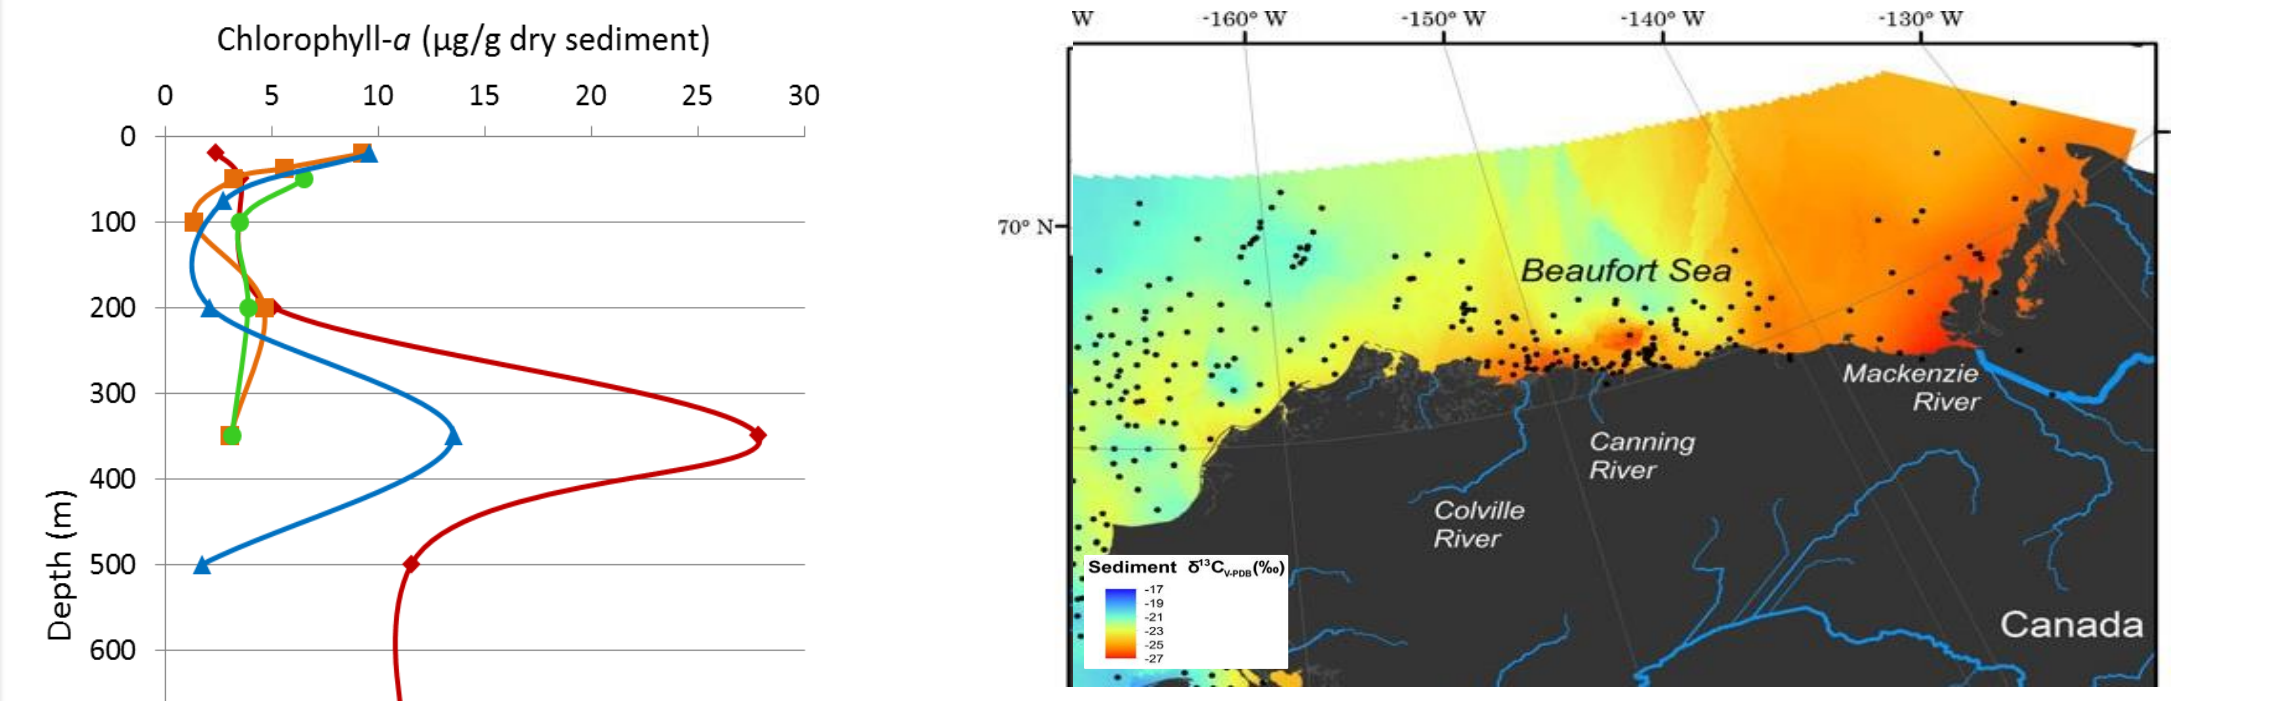 Chlorophyll-a (µg/g dry sediment)
0 5 10 15 20 25 30
0
100
200
300
400
500
600
Depth (m)
W -160° W -150° W -140° W -130° W
70° N
Beaufort Sea
Mackenzie
River
Canning
River
Colville
River
Canada
Sediment δ13CV-PDB(‰)
-17
-19
-21
-23
-25
-27